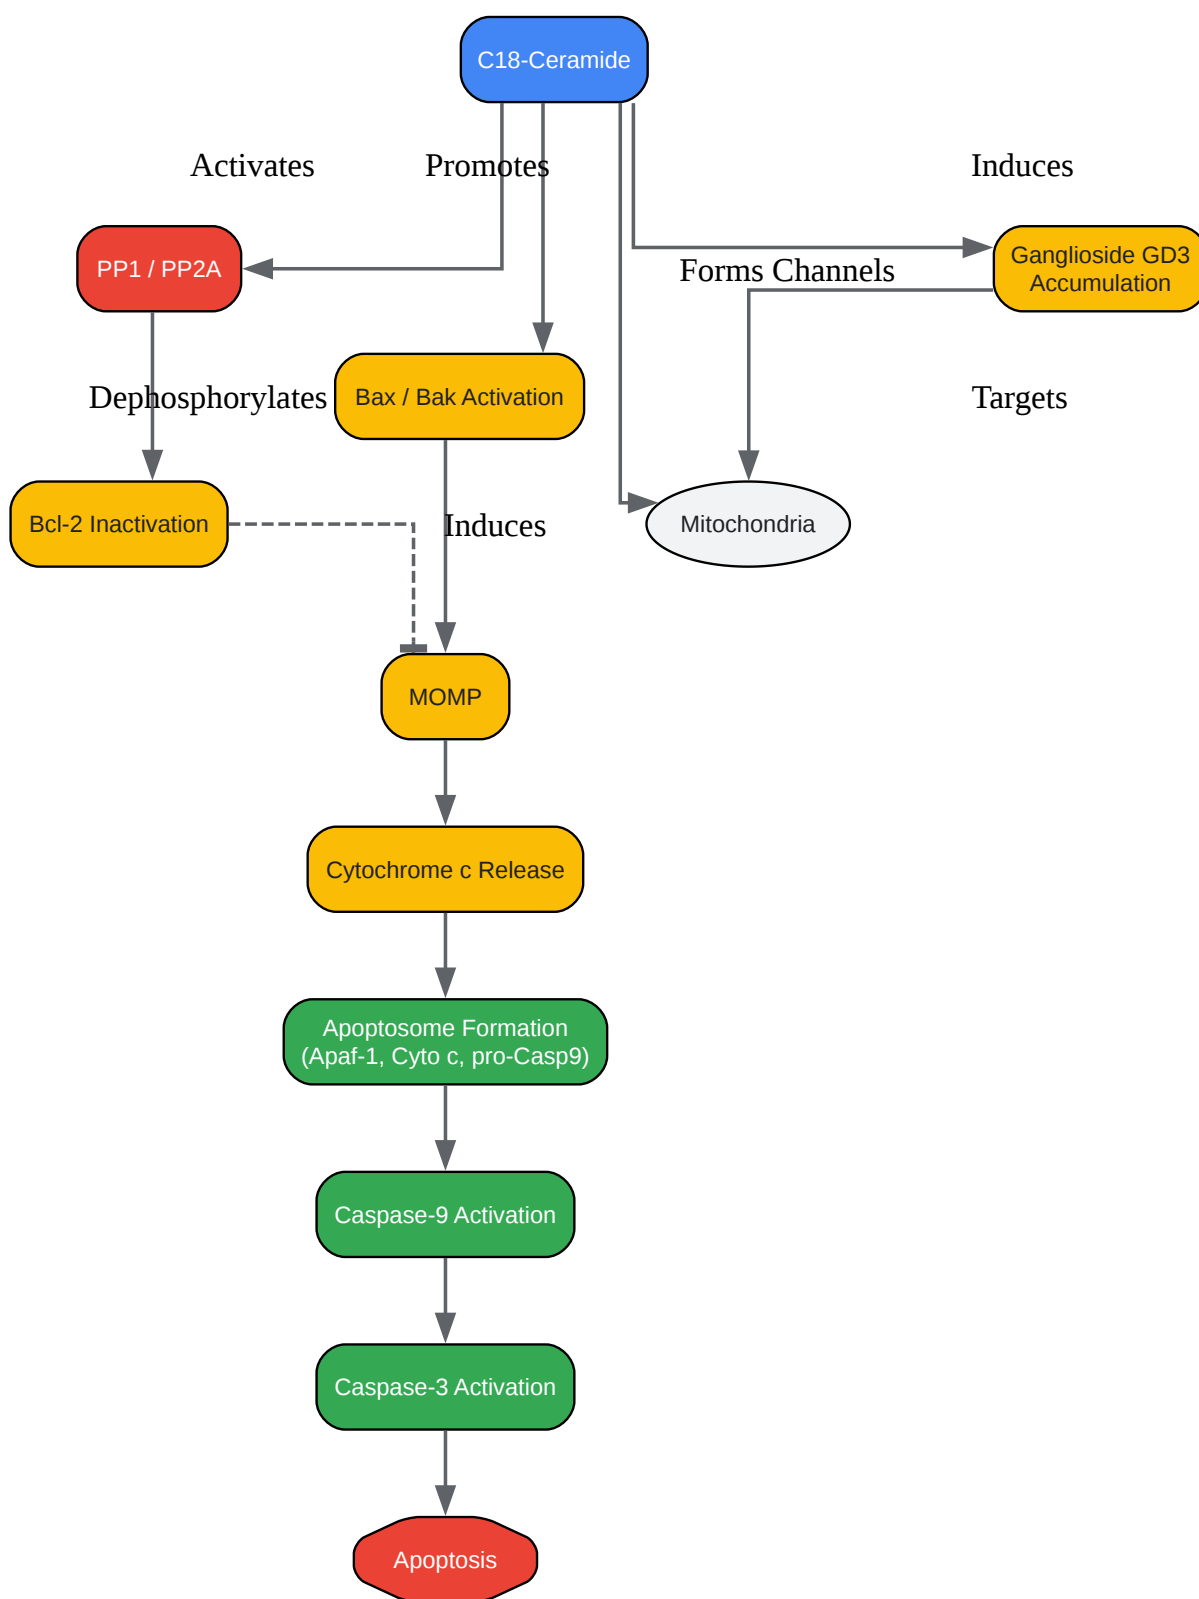 C18-Ceramide
Activates
Promotes
Induces
PP1 / PP2A
Ganglioside GD3
Accumulation
Forms Channels
Dephosphorylates
Bax / Bak Activation
Targets
Bcl-2 Inactivation
Induces
Mitochondria
MOMP
Cytochrome c Release
Apoptosome Formation
(Apaf-1, Cyto c, pro-Casp9)
Caspase-9 Activation
Caspase-3 Activation
Apoptosis